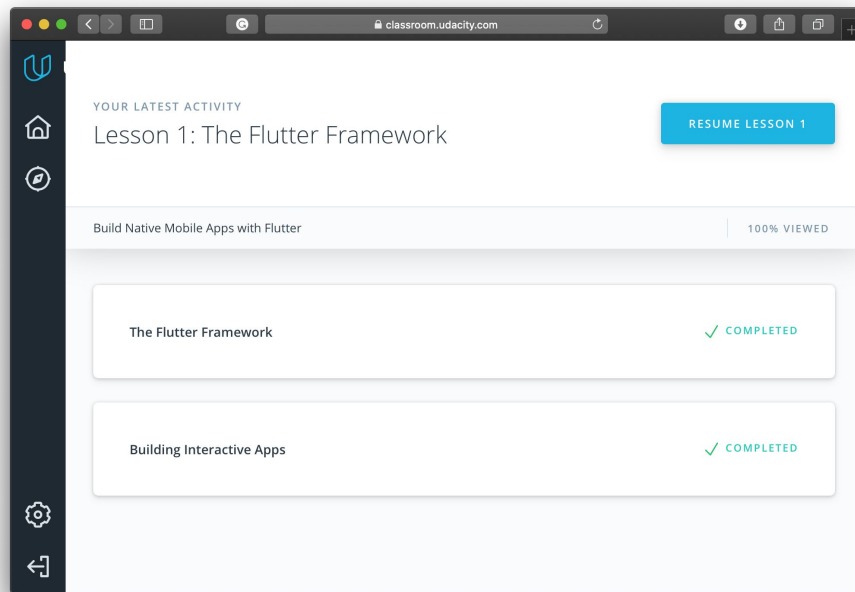 classroom.udacity.com
YOUR LATEST ACTIVITY
Lesson 1: The Flutter Framework
RESUME LESSON 1
Build Native Mobile Apps with Flutter
100% VIEWED
The Flutter Framework
COMPLETED
Building Interactive Apps
COMPLETED